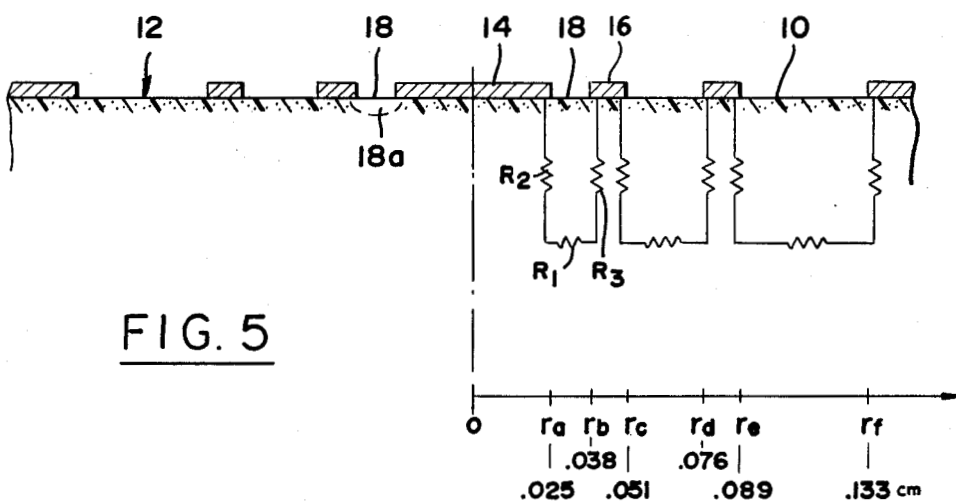 12 18 14 18 16 10
18a
R2
R1 R3
FIG. 5
0 ra rb rc rd re rf
.038 .076
.025 .051 .089 .133 cm